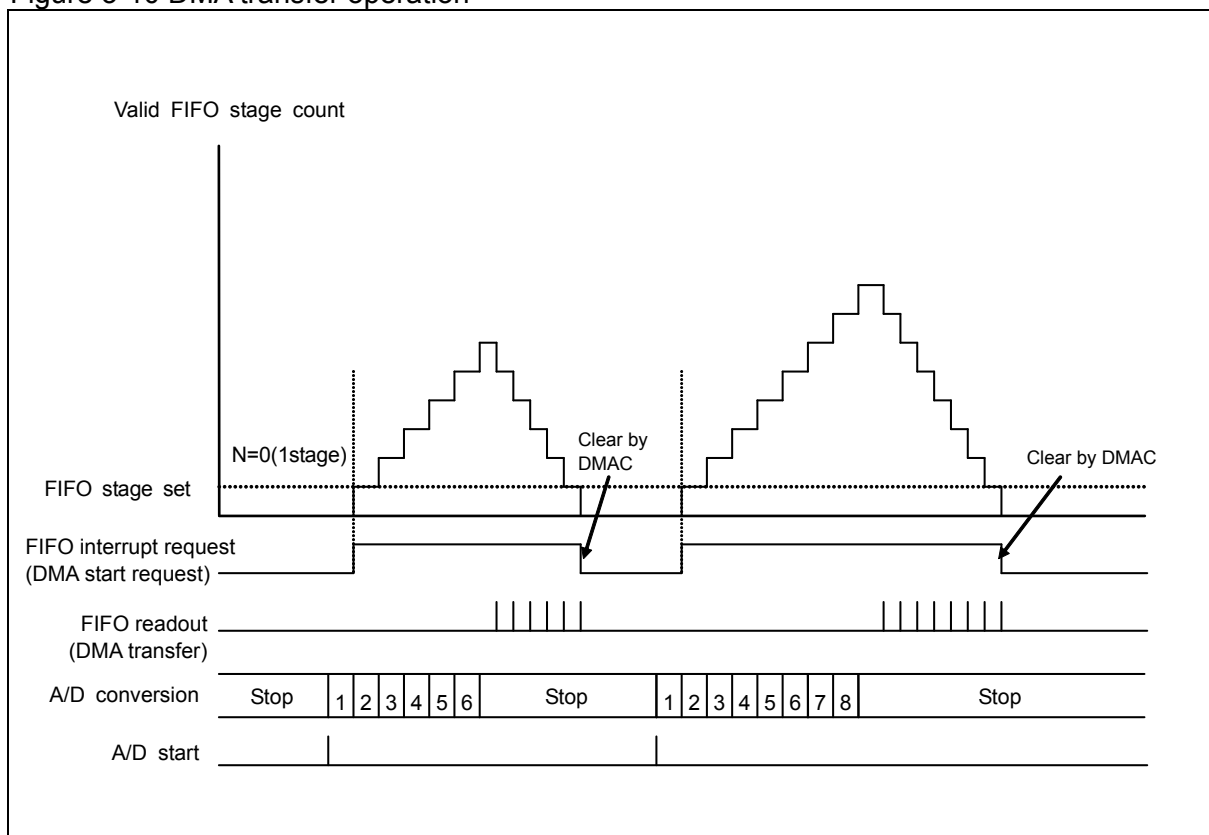 Figure 3-10 DMA transfer operation
Valid FIFO stage count
N=0(1stage)
Clear by
DMAC
Clear by DMAC
FIFO stage set
FIFO interrupt request
(DMA start request)
FIFO readout
(DMA transfer)
A/D conversion
Stop 1 2 3 4 5 6 Stop 1 2 3 4 5 6 7 8 Stop
A/D start